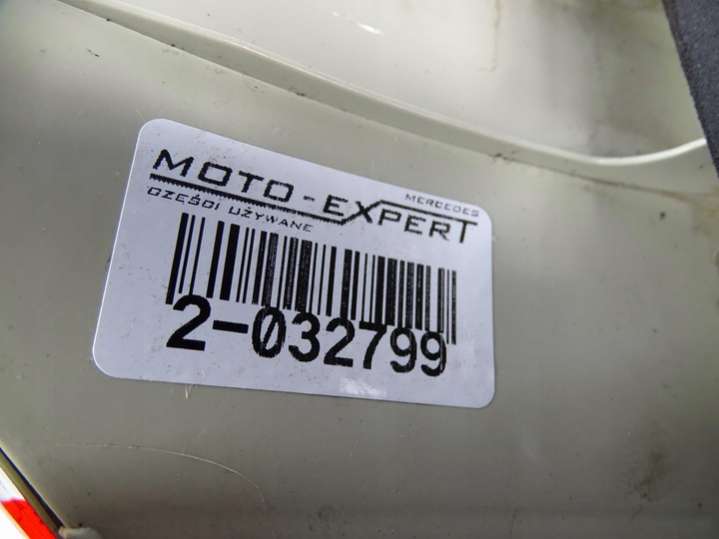 MOTO-EXPERT
MERCEDES
CZĘŚCI UŻYWANE
2-032799